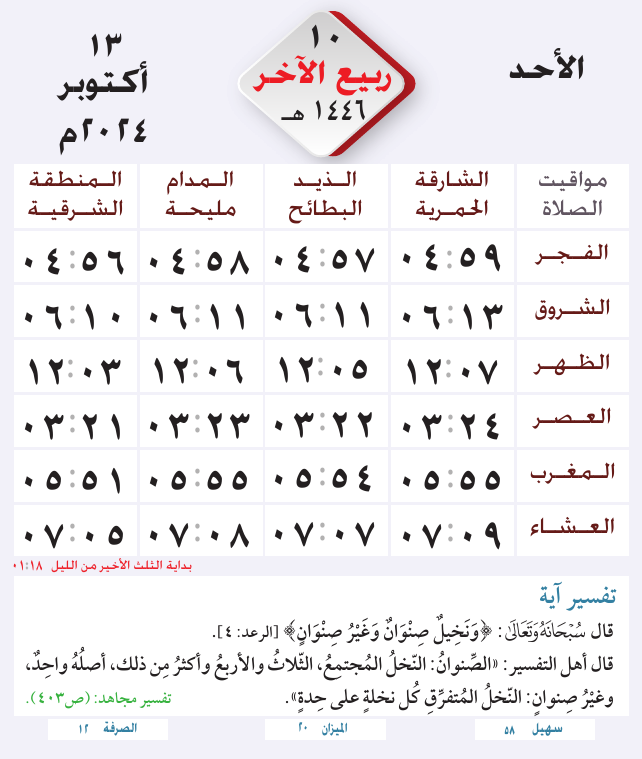 الأحد
١٠
ربيع الآخر
١٤٤٦ هـ
١٣
أكتوبر
٢٠٢٤م
مواقيت الصلاة | الشارقة الحمرية | الذيد البطائح | المدام مليحة | المنطقة الشرقية
الفجر ٠٤:٥٩ ٠٤:٥٧ ٠٤:٥٨ ٠٤:٥٦
الشروق ٠٦:١٣ ٠٦:١١ ٠٦:١١ ٠٦:١٠
الظهر ١٢:٠٧ ١٢:٠٥ ١٢:٠٦ ١٢:٠٣
العصر ٠٣:٢٤ ٠٣:٢٢ ٠٣:٢٣ ٠٣:٢١
المغرب ٠٥:٥٥ ٠٥:٥٤ ٠٥:٥٥ ٠٥:٥١
العشاء ٠٧:٠٩ ٠٧:٠٧ ٠٧:٠٨ ٠٧:٠٥
بداية الثلث الأخير من الليل ٠١:١٨
تفسير آية
قال سُبْحَانَهُ وَتَعَالَىٰ: ﴿وَنَخِيلٌ صِنْوَانٌ وَغَيْرُ صِنْوَانٍ﴾ [الرعد: ٤].
قال أهل التفسير: «الصِّنوانُ: النّخلُ المُجتمِعُ، الثّلاثُ والأربعُ وأكثرُ مِن ذلك، أصلُهُ واحِدٌ،
وغيْرُ صِنوانٍ: النّخلُ المُتفرِّقِ كُل نخلةٍ على حِدةٍ». تفسير مجاهد: (ص٤٠٣).
سهيل ٥٨ الميزان ٢٠ الصرفة ١٢